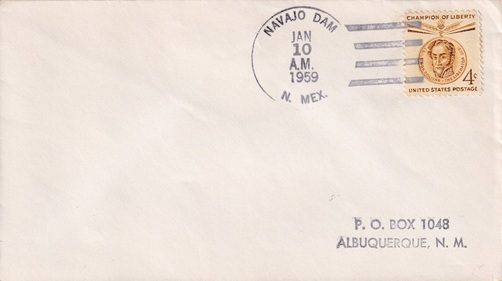 NAVAJO DAM
JAN
10
A.M.
1959
N. MEX.
CHAMPION OF LIBERTY
4¢
UNITED STATES POSTAGE
P. O. BOX 1048
ALBUQUERQUE, N. M.